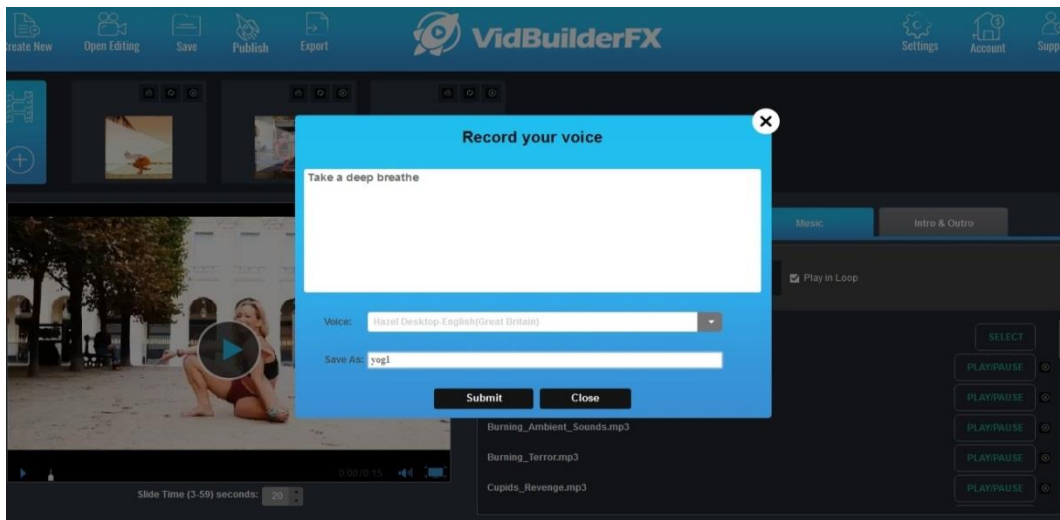 Create New
Open Editing
Save
Publish
Export
VidBuilderFX
Settings
Account
Record your voice
Take a deep breathe
Music
Intro & Outro
Play in Loop
Voice: Hazel Desktop-English(Great Britain)
SELECT
Save As: yog1
PLAY/PAUSE
PLAY/PAUSE
Submit
Close
Burning_Ambient_Sounds.mp3
PLAY/PAUSE
Burning_Terror.mp3
PLAY/PAUSE
0:00/0:15
Cupids_Revenge.mp3
PLAY/PAUSE
Slide Time (3-59) seconds: 20